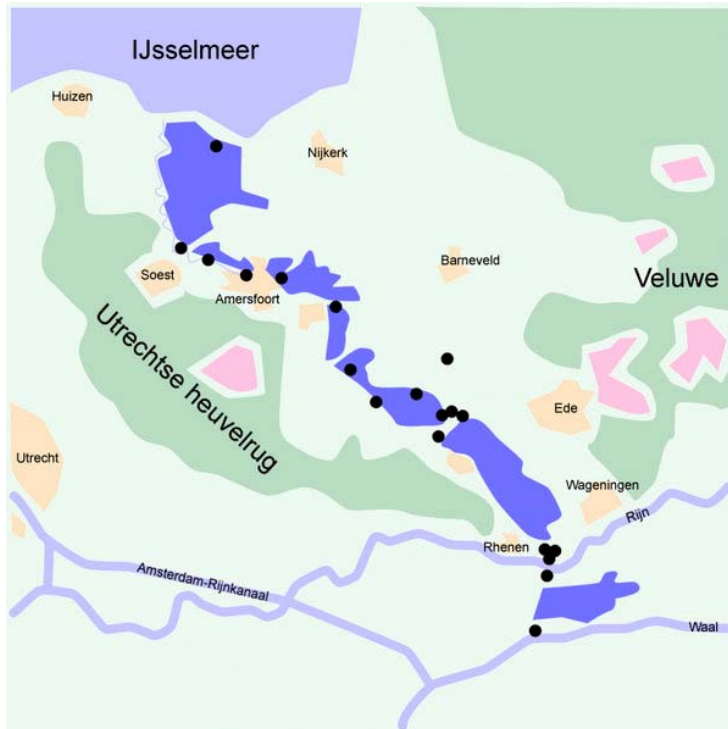 IJsselmeer
Huizen
Nijkerk
Barneveld
Soest
Amersfoort
Veluwe
Utrechtse heuvelrug
Ede
Utrecht
Wageningen
Rijn
Rhenen
Amsterdam-Rijnkanaal
Waal